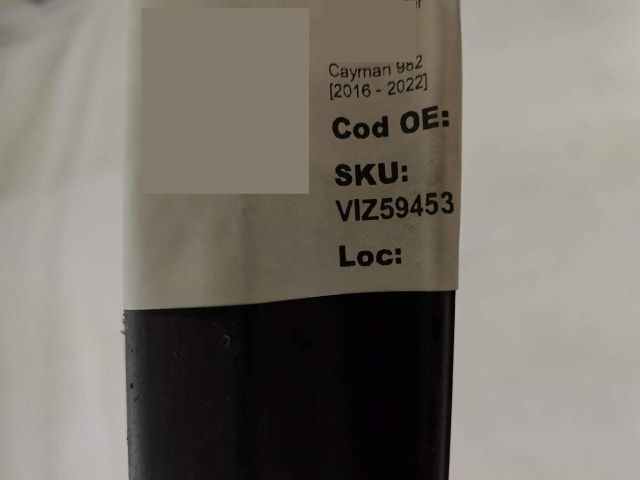 Cayman 982
[2016 - 2022]
Cod OE:
SKU:
VIZ59453
Loc: